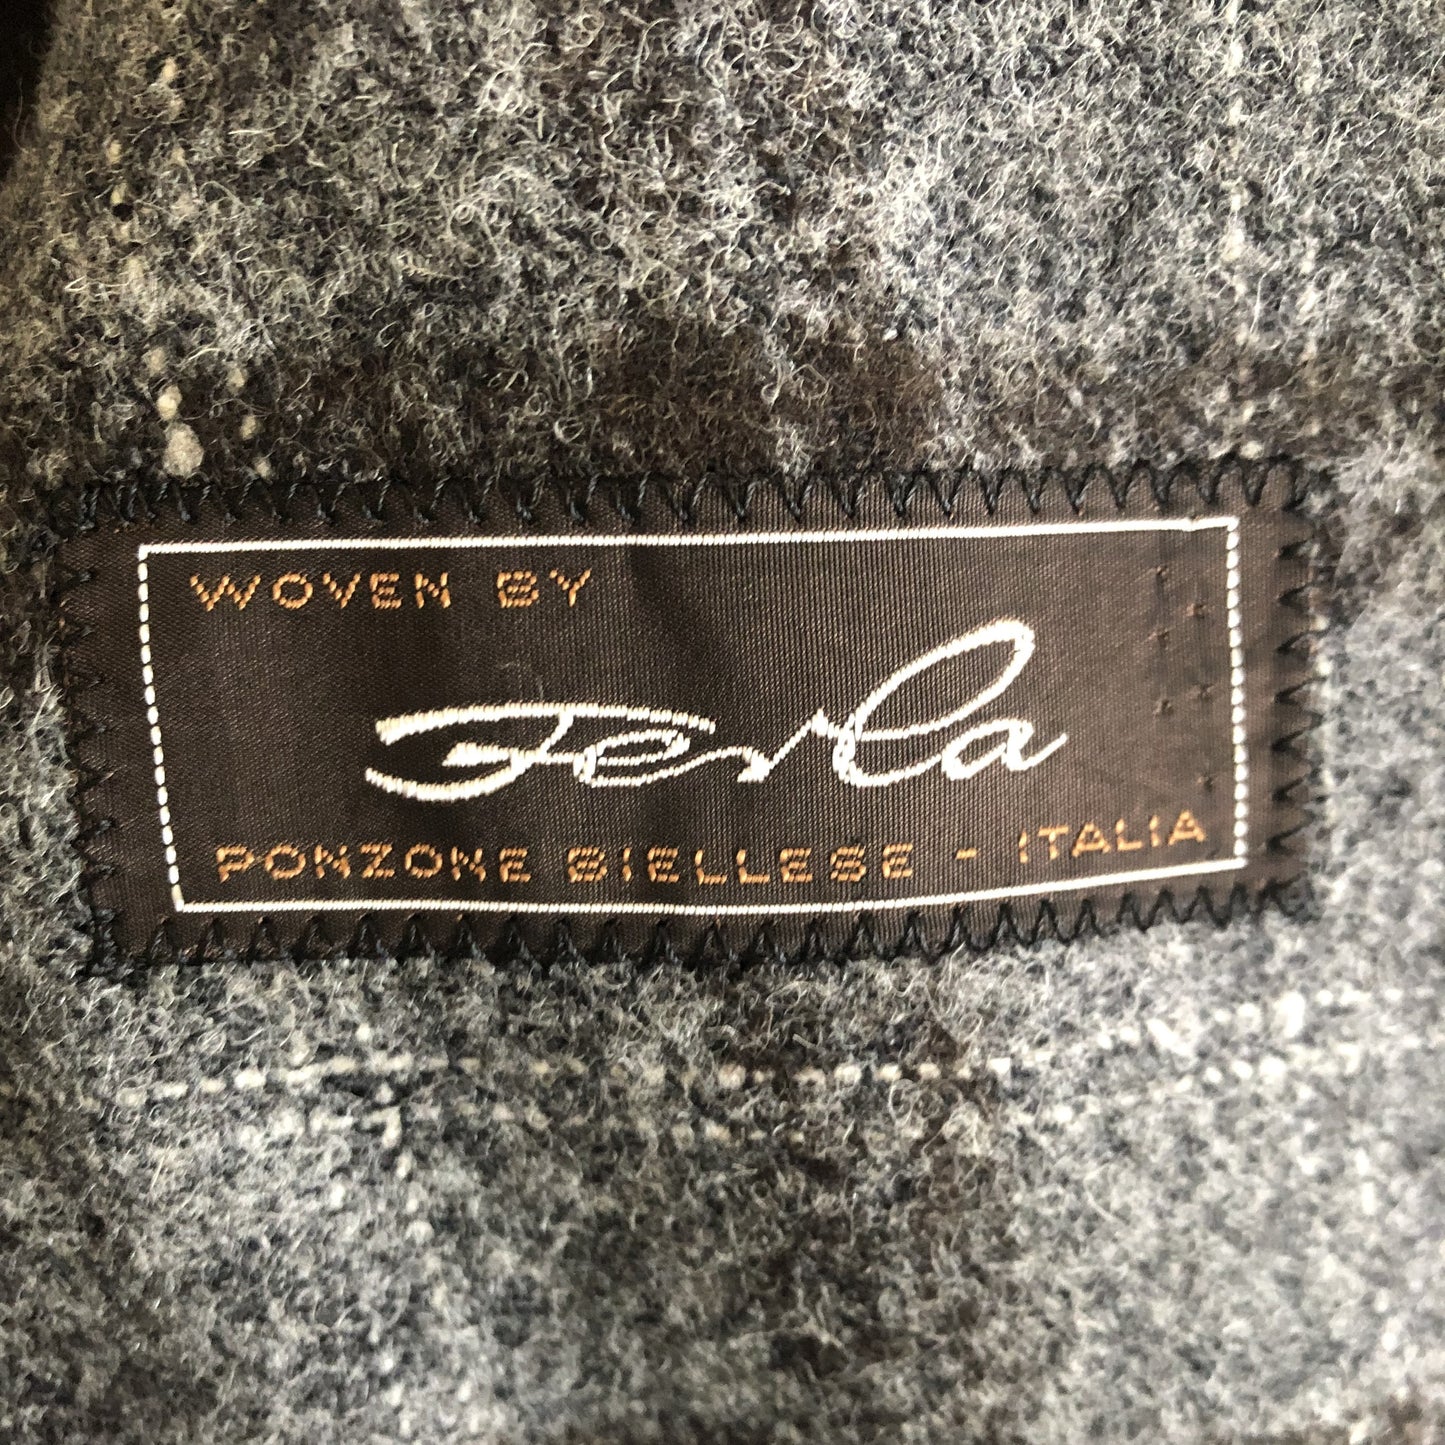 WOVEN BY
Ferla
PONZONE BIELLESE - ITALIA